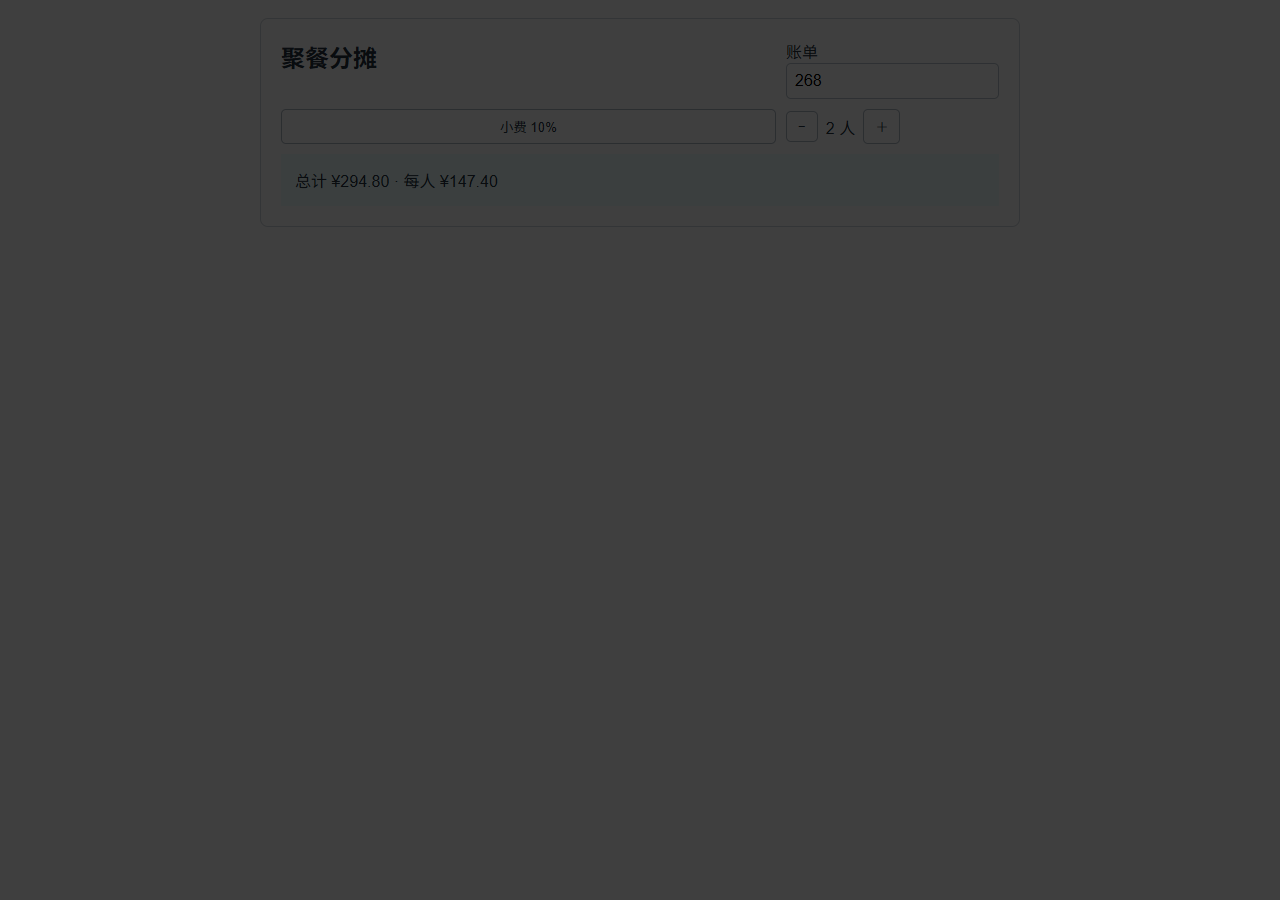 聚餐分摊
账单
268
小费 10%
- 2 人 +
总计 ¥294.80 · 每人 ¥147.40